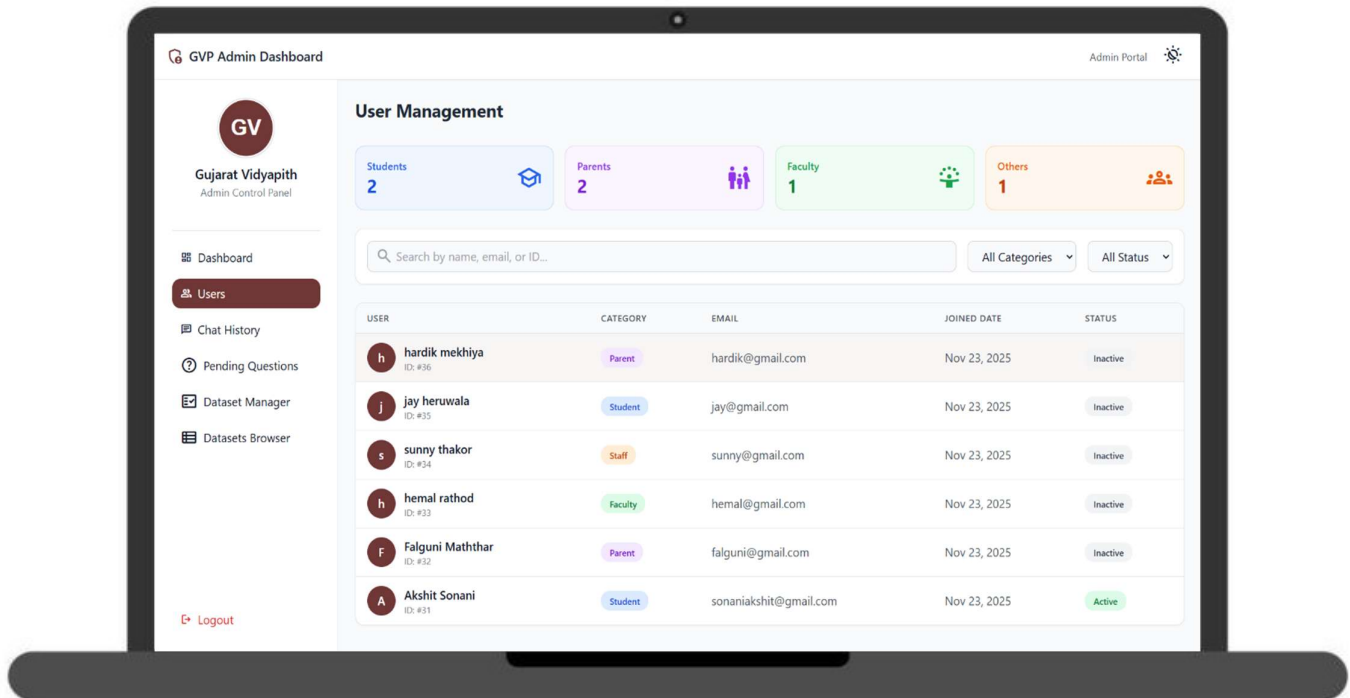 GVP Admin Dashboard
Admin Portal
GV
Gujarat Vidyapith
Admin Control Panel
Dashboard
Users
Chat History
Pending Questions
Dataset Manager
Datasets Browser
Logout
User Management
Students
2
Parents
2
Faculty
1
Others
1
Search by name, email, or ID...
All Categories
All Status
USER CATEGORY EMAIL JOINED DATE STATUS
h hardik mekhiya Parent hardik@gmail.com Nov 23, 2025 Inactive
ID: #36
j jay heruwala Student jay@gmail.com Nov 23, 2025 Inactive
ID: #35
s sunny thakor Staff sunny@gmail.com Nov 23, 2025 Inactive
ID: #34
h hemal rathod Faculty hemal@gmail.com Nov 23, 2025 Inactive
ID: #33
F Falguni Maththar Parent falguni@gmail.com Nov 23, 2025 Inactive
ID: #32
A Akshit Sonani Student sonaniakshit@gmail.com Nov 23, 2025 Active
ID: #31